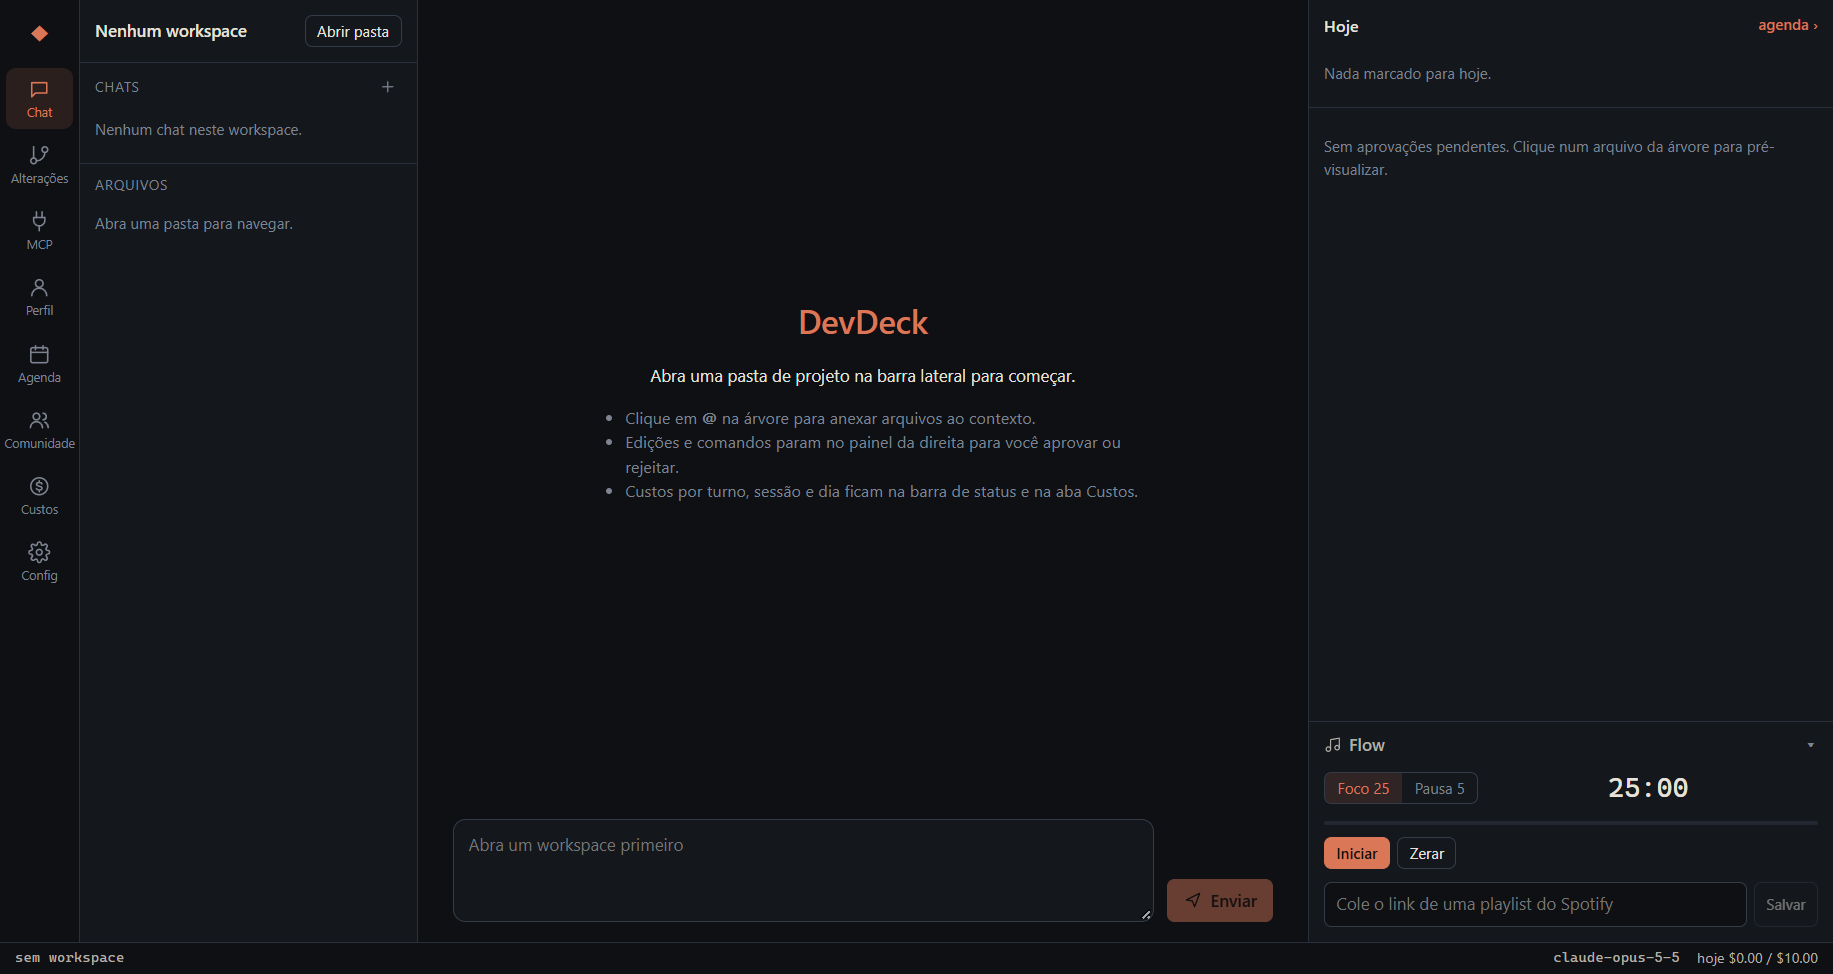 Nenhum workspace
Abrir pasta
Chat
Alterações
MCP
Perfil
Agenda
Comunidade
Custos
Config
CHATS
Nenhum chat neste workspace.
ARQUIVOS
Abra uma pasta para navegar.
DevDeck
Abra uma pasta de projeto na barra lateral para começar.
Clique em @ na árvore para anexar arquivos ao contexto.
Edições e comandos param no painel da direita para você aprovar ou
rejeitar.
Custos por turno, sessão e dia ficam na barra de status e na aba Custos.
Abra um workspace primeiro
Enviar
Hoje
agenda ›
Nada marcado para hoje.
Sem aprovações pendentes. Clique num arquivo da árvore para pré-
visualizar.
Flow
Foco 25
Pausa 5
25:00
Iniciar
Zerar
Cole o link de uma playlist do Spotify
Salvar
sem workspace
claude-opus-5-5
hoje $0.00 / $10.00